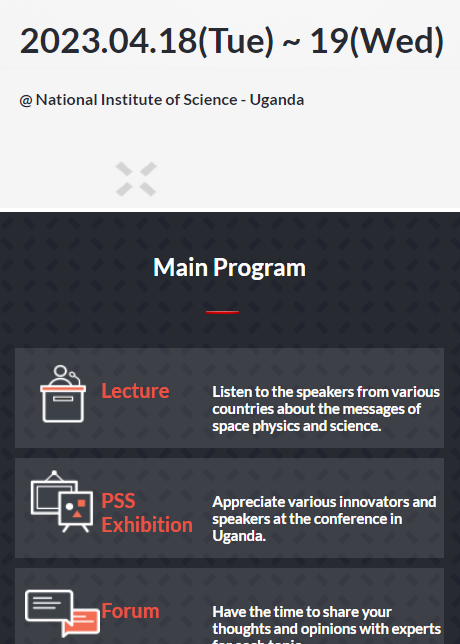 2023.04.18(Tue) ~ 19(Wed)
@ National Institute of Science - Uganda
Main Program
Lecture
Listen to the speakers from various
countries about the messages of
space physics and science.
PSS
Exhibition
Appreciate various innovators and
speakers at the conference in
Uganda.
Forum
Have the time to share your
thoughts and opinions with experts